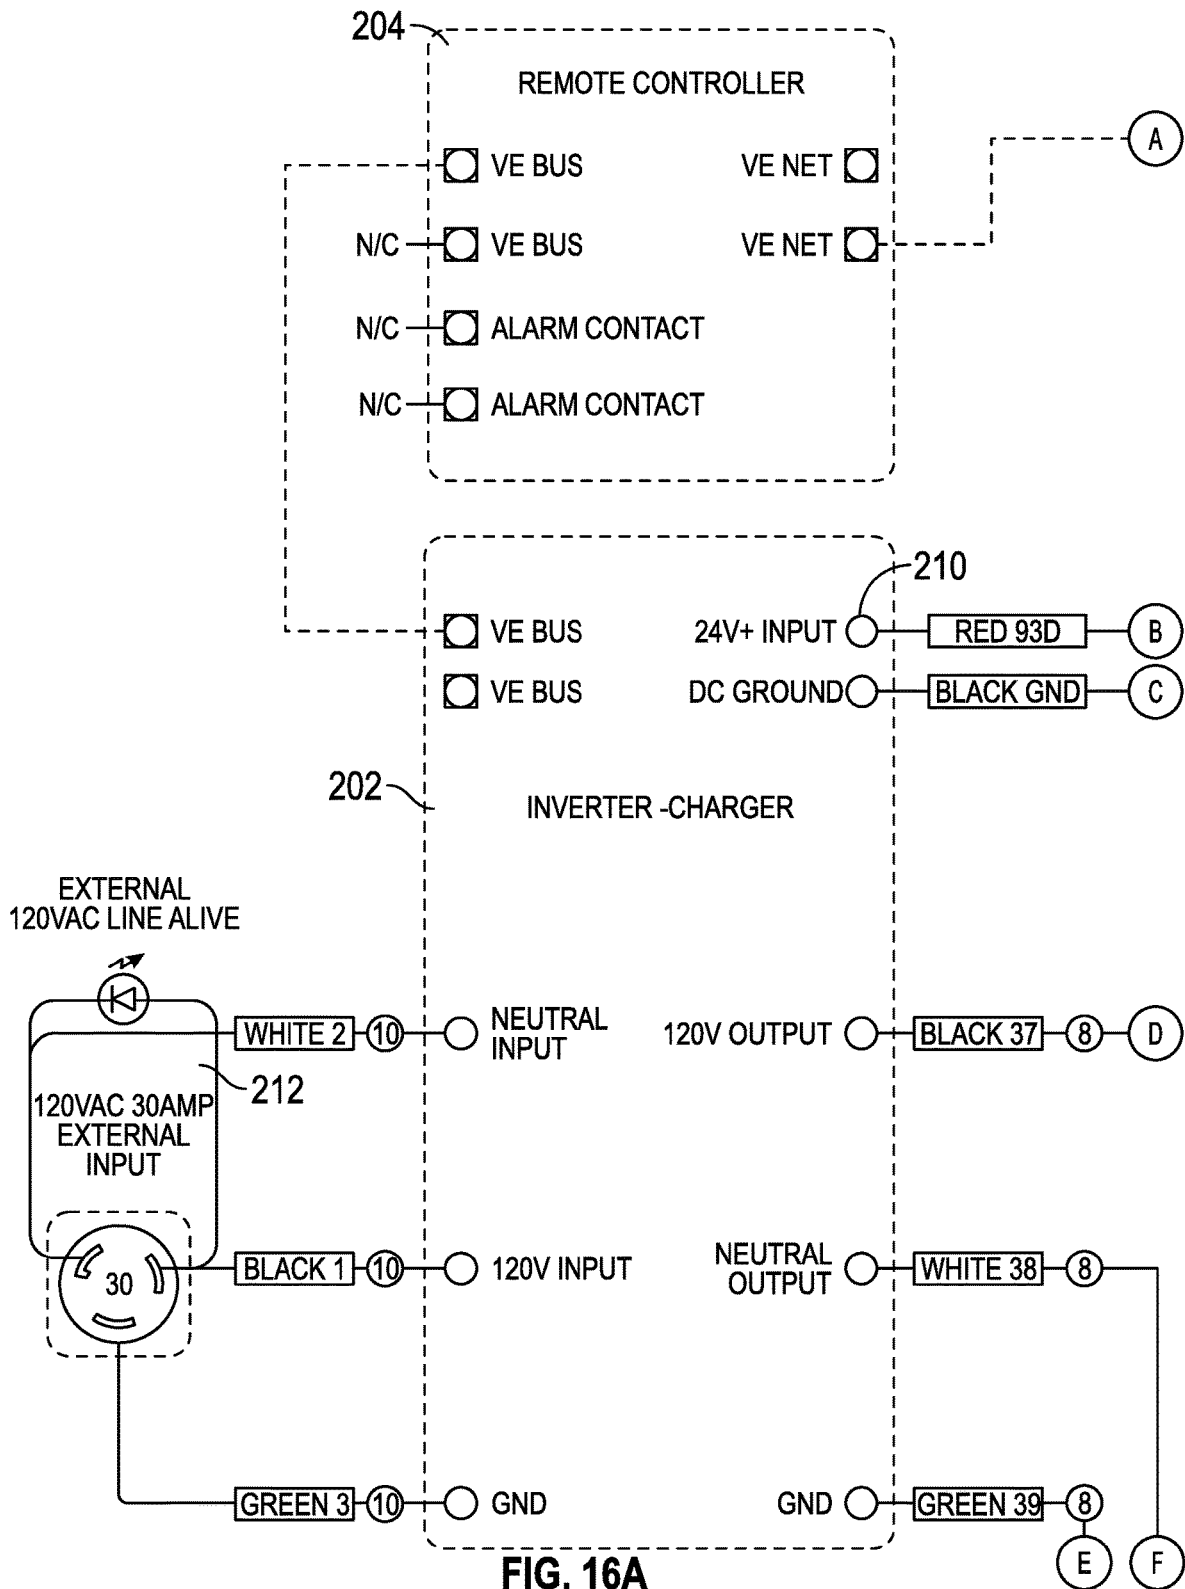 204
REMOTE CONTROLLER
A
VE BUS
VE NET
N/C
VE BUS
VE NET
N/C
ALARM CONTACT
N/C
ALARM CONTACT
210
VE BUS
24V+ INPUT
RED 93D
B
VE BUS
DC GROUND
BLACK GND
C
202
INVERTER -CHARGER
EXTERNAL
120VAC LINE ALIVE
WHITE 2
10
NEUTRAL
INPUT
120V OUTPUT
BLACK 37
8
D
212
120VAC 30AMP
EXTERNAL
INPUT
30
BLACK 1
10
120V INPUT
NEUTRAL
OUTPUT
WHITE 38
8
GREEN 3
10
GND
GND
GREEN 39
8
E
F
FIG. 16A